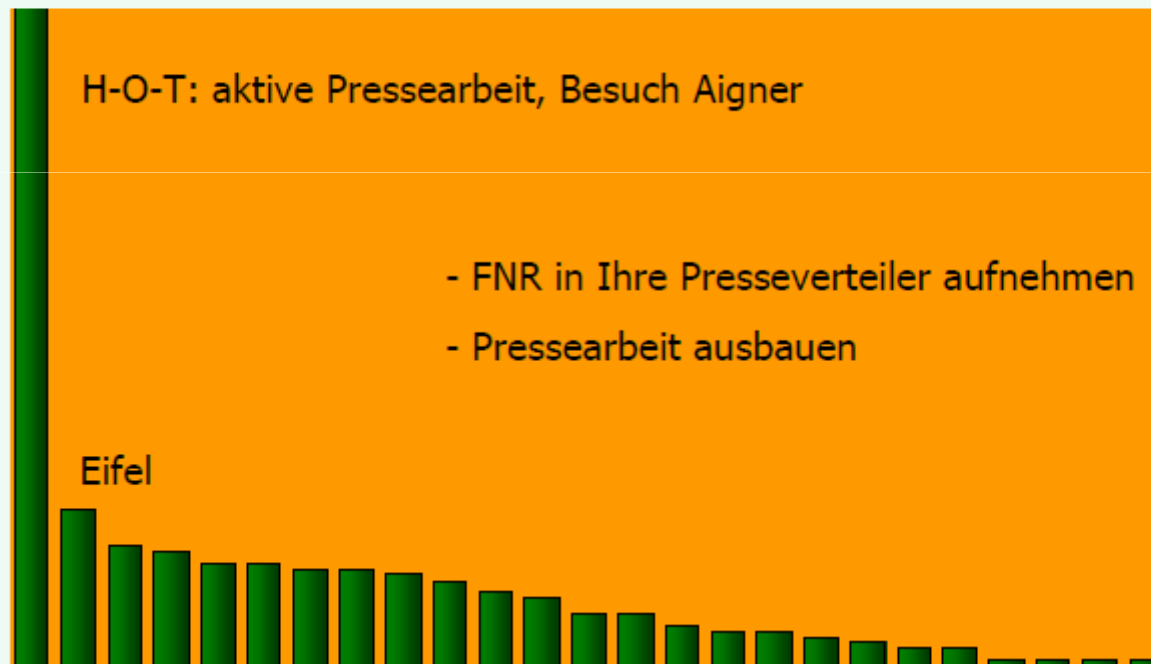 H-O-T: aktive Pressearbeit, Besuch Aigner
- FNR in Ihre Presseverteiler aufnehmen
- Pressearbeit ausbauen
Eifel